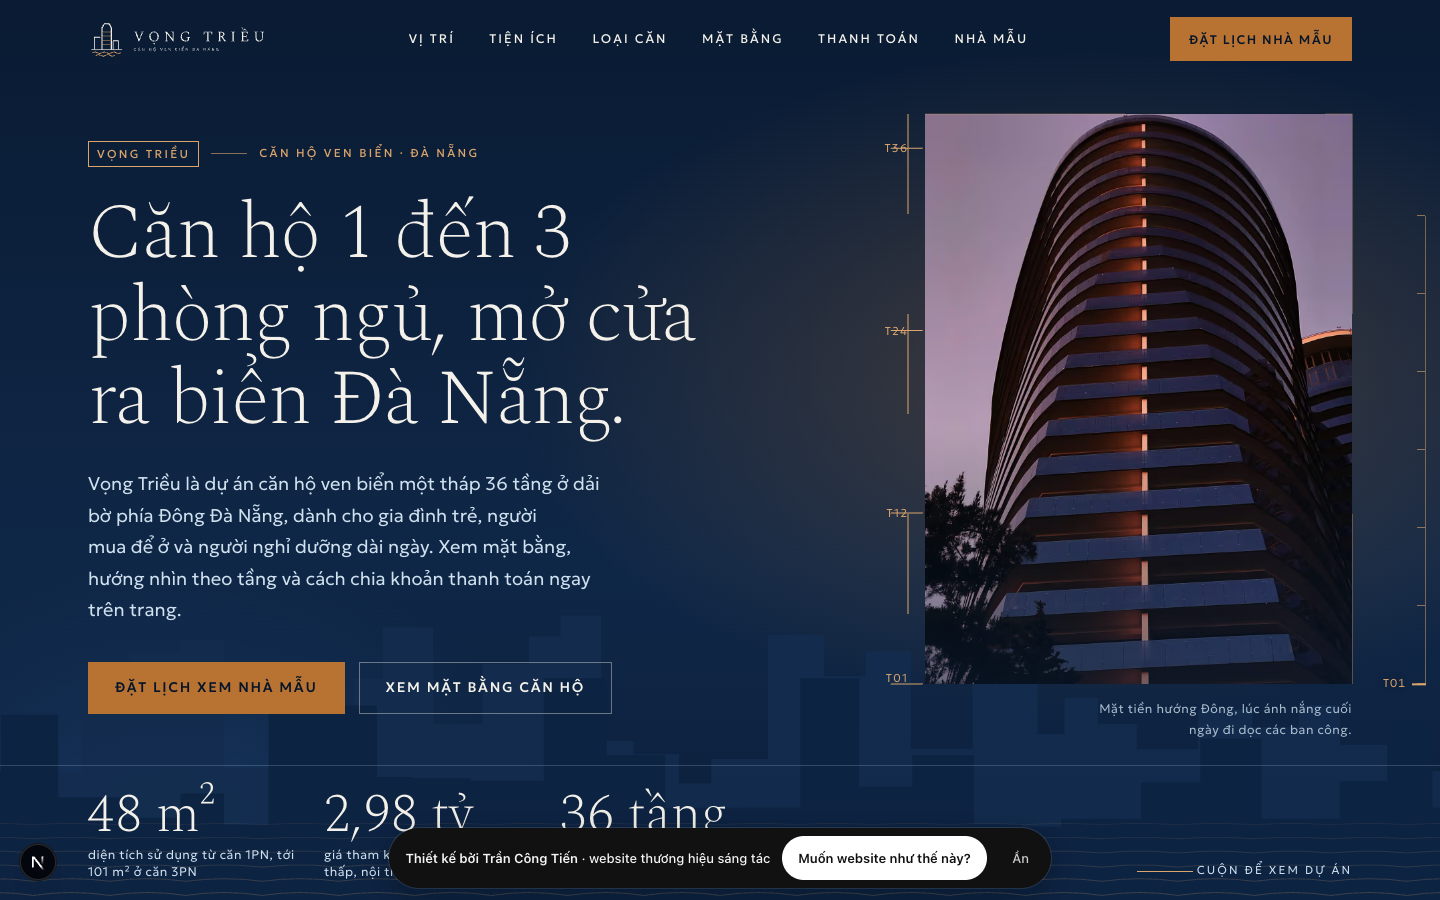 VỌNG TRIỀU
CĂN HỘ VEN BIỂN ĐÀ NẴNG
VỊ TRÍ
TIỆN ÍCH
LOẠI CĂN
MẶT BẰNG
THANH TOÁN
NHÀ MẪU
ĐẶT LỊCH NHÀ MẪU
VỌNG TRIỀU
CĂN HỘ VEN BIỂN · ĐÀ NẴNG
Căn hộ 1 đến 3
phòng ngủ, mở cửa
ra biển Đà Nẵng.
Vọng Triều là dự án căn hộ ven biển một tháp 36 tầng ở dải
bờ phía Đông Đà Nẵng, dành cho gia đình trẻ, người
mua để ở và người nghỉ dưỡng dài ngày. Xem mặt bằng,
hướng nhìn theo tầng và cách chia khoản thanh toán ngay
trên trang.
ĐẶT LỊCH XEM NHÀ MẪU
XEM MẶT BẰNG CĂN HỘ
T36
T24
T12
T01
T01
Mặt tiền hướng Đông, lúc ánh nắng cuối
ngày đi dọc các ban công.
48 m²
diện tích sử dụng từ căn 1PN, tới
101 m² ở căn 3PN
2,98 tỷ
giá tham
thấp, nội
36 tầng
Thiết kế bởi Trần Công Tiến · website thương hiệu sáng tác
Muốn website như thế này?
Ẩn
CUỘN ĐỂ XEM DỰ ÁN
N